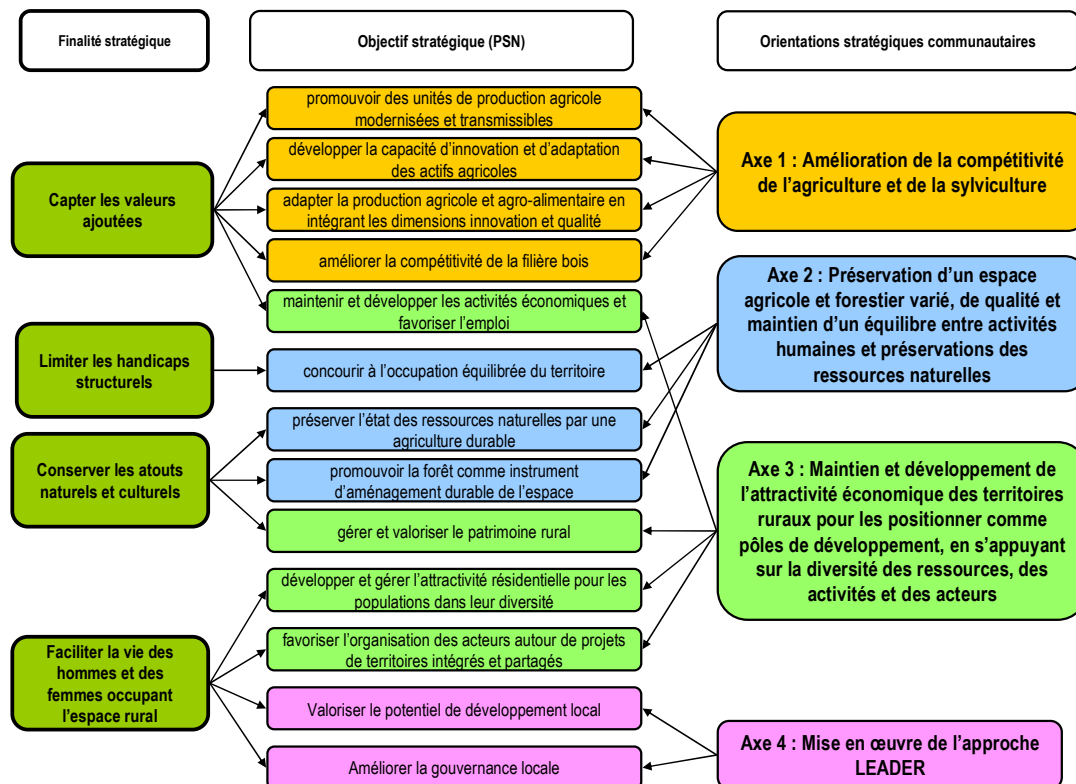 Finalité stratégique
Objectif stratégique (PSN)
Orientations stratégiques communautaires
Capter les valeurs
ajoutées
Limiter les handicaps
structurels
Conserver les atouts
naturels et culturels
Faciliter la vie des
hommes et des
femmes occupant
l'espace rural
promouvoir des unités de production agricole
modernisées et transmissibles
développer la capacité d'innovation et d'adaptation
des actifs agricoles
adapter la production agricole et agro-alimentaire en
intégrant les dimensions innovation et qualité
améliorer la compétitivité de la filière bois
maintenir et développer les activités économiques et
favoriser l'emploi
concourir à l'occupation équilibrée du territoire
préserver l'état des ressources naturelles par une
agriculture durable
promouvoir la forêt comme instrument
d'aménagement durable de l'espace
gérer et valoriser le patrimoine rural
développer et gérer l'attractivité résidentielle pour les
populations dans leur diversité
favoriser l'organisation des acteurs autour de projets
de territoires intégrés et partagés
Valoriser le potentiel de développement local
Améliorer la gouvernance locale
Axe 1 : Amélioration de la compétitivité
de l'agriculture et de la sylviculture
Axe 2 : Préservation d'un espace
agricole et forestier varié, de qualité et
maintien d'un équilibre entre activités
humaines et préservations des
ressources naturelles
Axe 3 : Maintien et développement de
l'attractivité économique des territoires
ruraux pour les positionner comme
pôles de développement, en s'appuyant
sur la diversité des ressources, des
activités et des acteurs
Axe 4 : Mise en œuvre de l'approche
LEADER